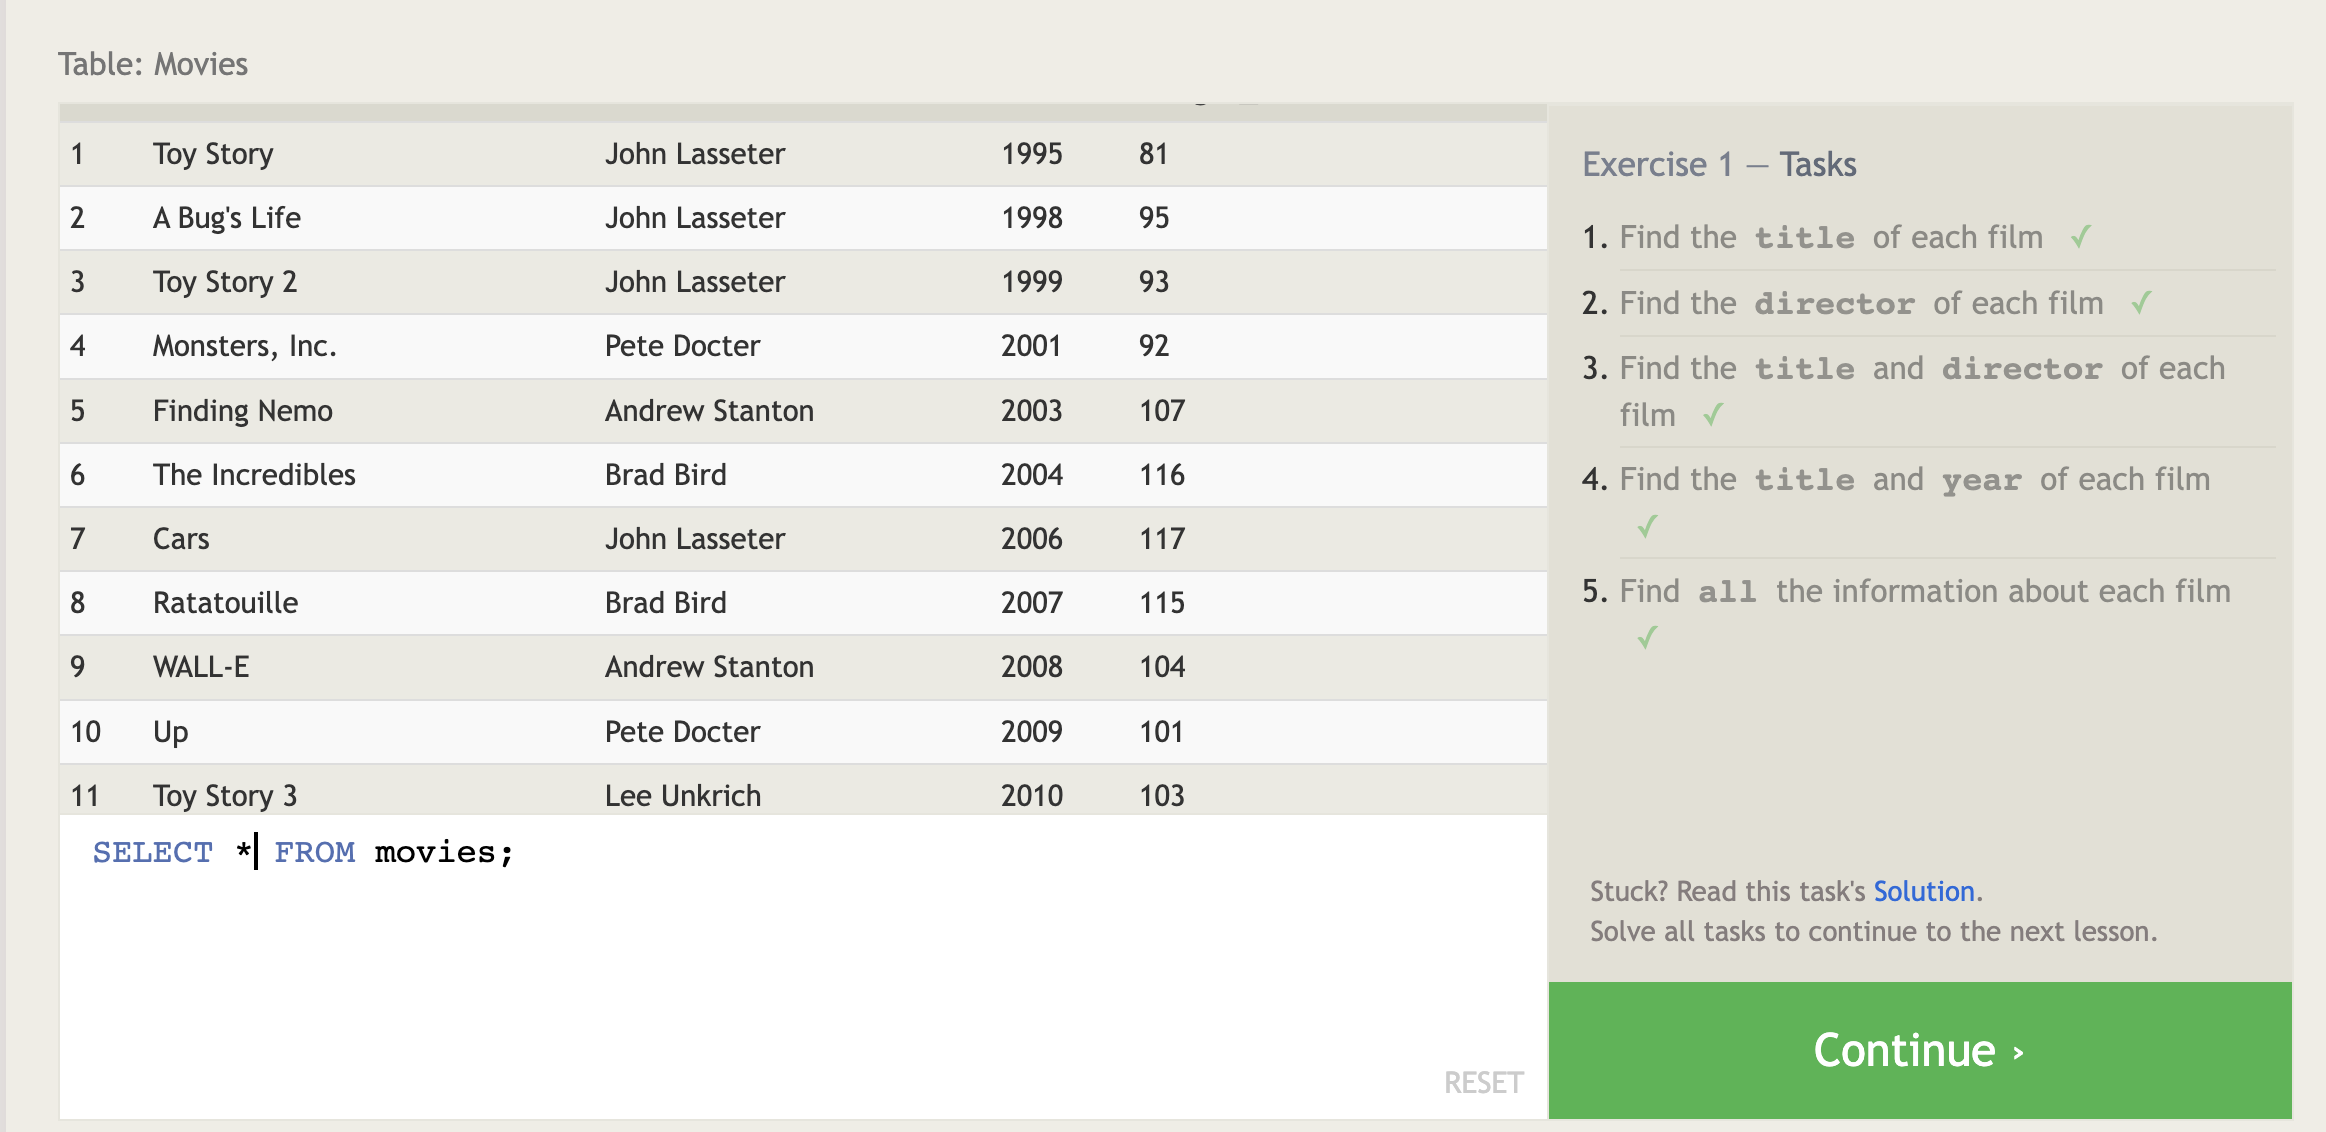 Table: Movies
1 Toy Story John Lasseter 1995 81
2 A Bug's Life John Lasseter 1998 95
3 Toy Story 2 John Lasseter 1999 93
4 Monsters, Inc. Pete Docter 2001 92
5 Finding Nemo Andrew Stanton 2003 107
6 The Incredibles Brad Bird 2004 116
7 Cars John Lasseter 2006 117
8 Ratatouille Brad Bird 2007 115
9 WALL-E Andrew Stanton 2008 104
10 Up Pete Docter 2009 101
11 Toy Story 3 Lee Unkrich 2010 103
SELECT * FROM movies;
RESET
Exercise 1 — Tasks
1. Find the title of each film ✓
2. Find the director of each film ✓
3. Find the title and director of each
film ✓
4. Find the title and year of each film
✓
5. Find all the information about each film
✓
Stuck? Read this task's Solution.
Solve all tasks to continue to the next lesson.
Continue ›